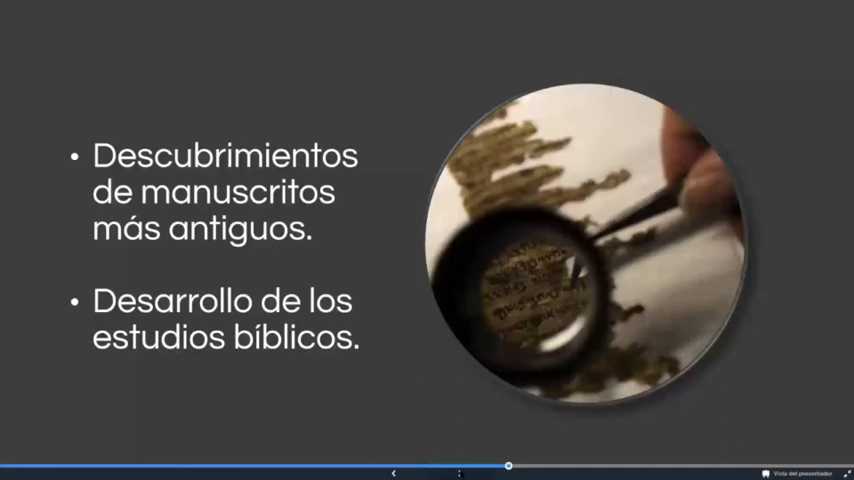 • Descubrimientos
de manuscritos
más antiguos.
• Desarrollo de los
estudios bíblicos.
Vista del presentador